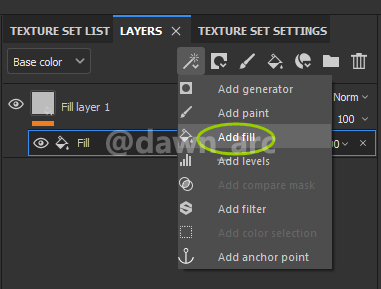 TEXTURE SET LIST LAYERS × TEXTURE SET SETTINGS
Base color
Add generator
Fill layer 1 Norm
Add paint
100
Add fill
Fill
@dawn_arc
Add levels
Add compare mask
Add filter
Add color selection
Add anchor point